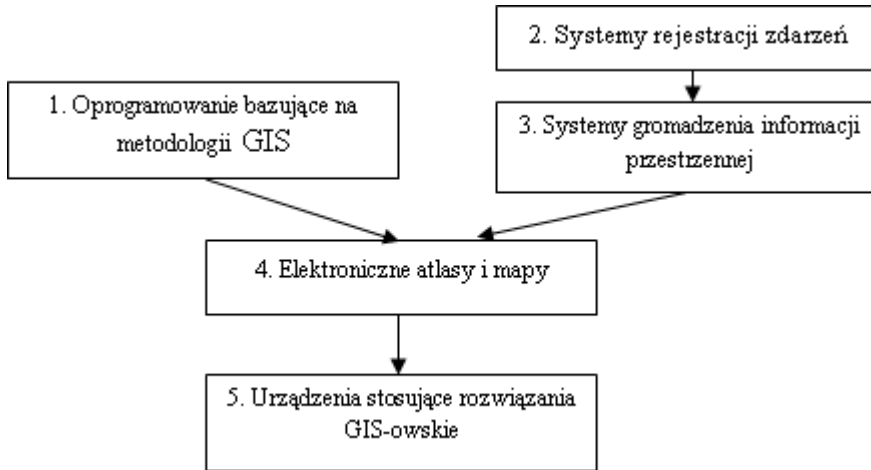 2. Systemy rejestracji zdarzeń
1. Oprogramowanie bazujące na
metodologii GIS
3. Systemy gromadzenia informacji
przestrzennej
4. Elektroniczne atlasy i mapy
5. Urządzenia stosujące rozwiązania
GIS-owskie